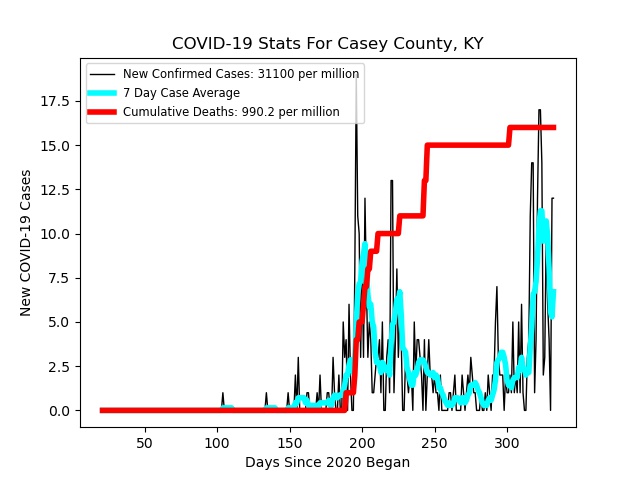 COVID-19 Stats For Casey County, KY
New Confirmed Cases: 31100 per million
7 Day Case Average
Cumulative Deaths: 990.2 per million
New COVID-19 Cases
17.5
15.0
12.5
10.0
7.5
5.0
2.5
0.0
50 100 150 200 250 300
Days Since 2020 Began